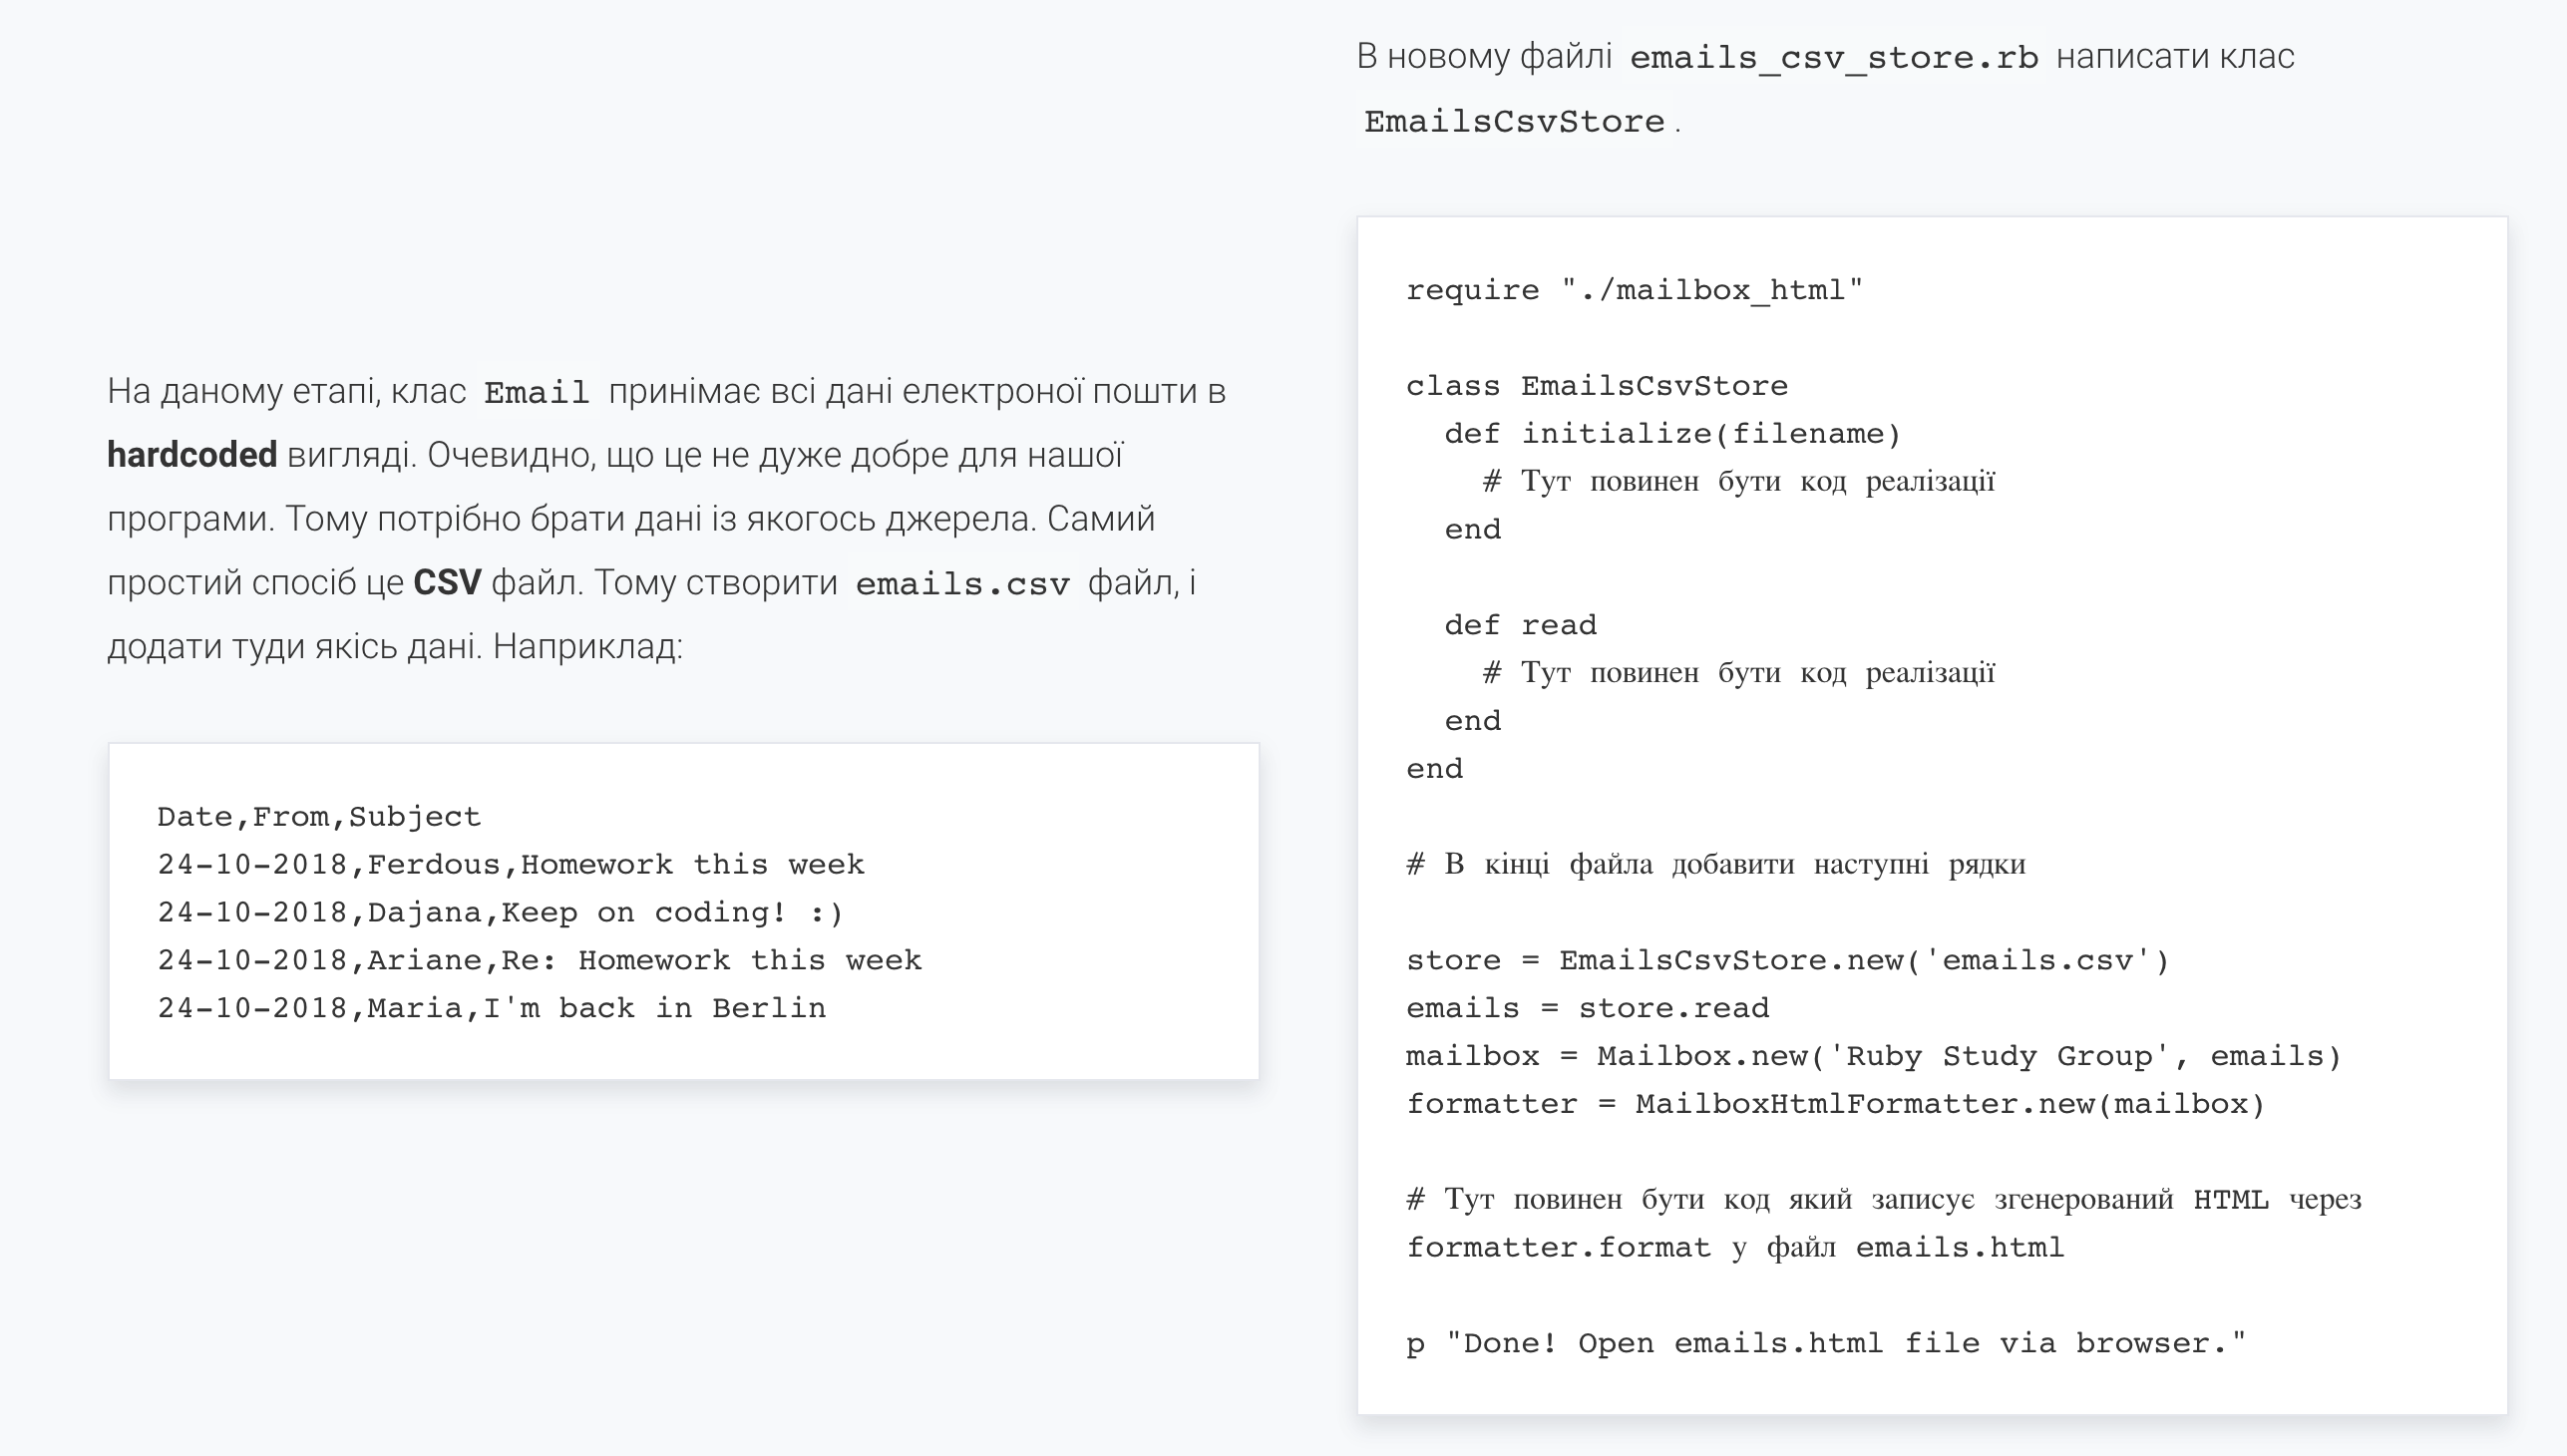 На даному етапі, клас Email принімає всі дані електроної пошти в
hardcoded вигляді. Очевидно, що це не дуже добре для нашої
програми. Тому потрібно брати дані із якогось джерела. Самий
простий спосіб це CSV файл. Тому створити emails.csv файл, і
додати туди якісь дані. Наприклад:
Date,From,Subject
24-10-2018,Ferdous,Homework this week
24-10-2018,Dajana,Keep on coding! :)
24-10-2018,Ariane,Re: Homework this week
24-10-2018,Maria,I'm back in Berlin
В новому файлі emails_csv_store.rb написати клас
EmailsCsvStore.
require "./mailbox_html"
class EmailsCsvStore
  def initialize(filename)
    # Тут повинен бути код реалізації
  end
  def read
    # Тут повинен бути код реалізації
  end
end
# В кінці файла добавити наступні рядки
store = EmailsCsvStore.new('emails.csv')
emails = store.read
mailbox = Mailbox.new('Ruby Study Group', emails)
formatter = MailboxHtmlFormatter.new(mailbox)
# Тут повинен бути код який записує згенерований HTML через
formatter.format у файл emails.html
p "Done! Open emails.html file via browser."